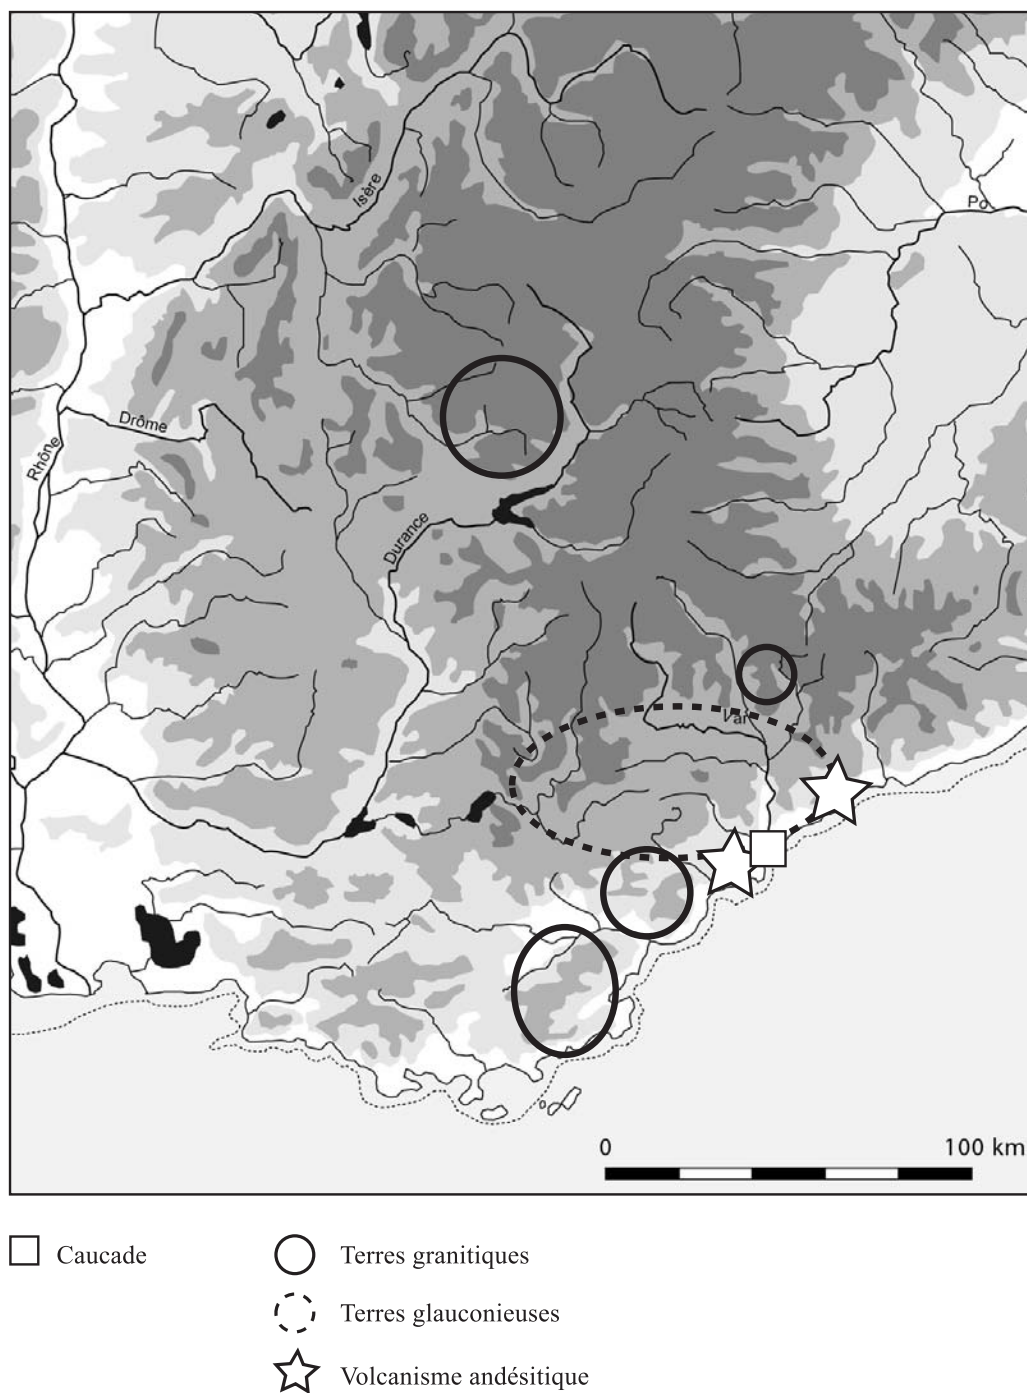 Isère
Po
Drôme
Rhône
Durance
Var
0 100 km
Caucade
Terres granitiques
Terres glauconieuses
Volcanisme andésitique